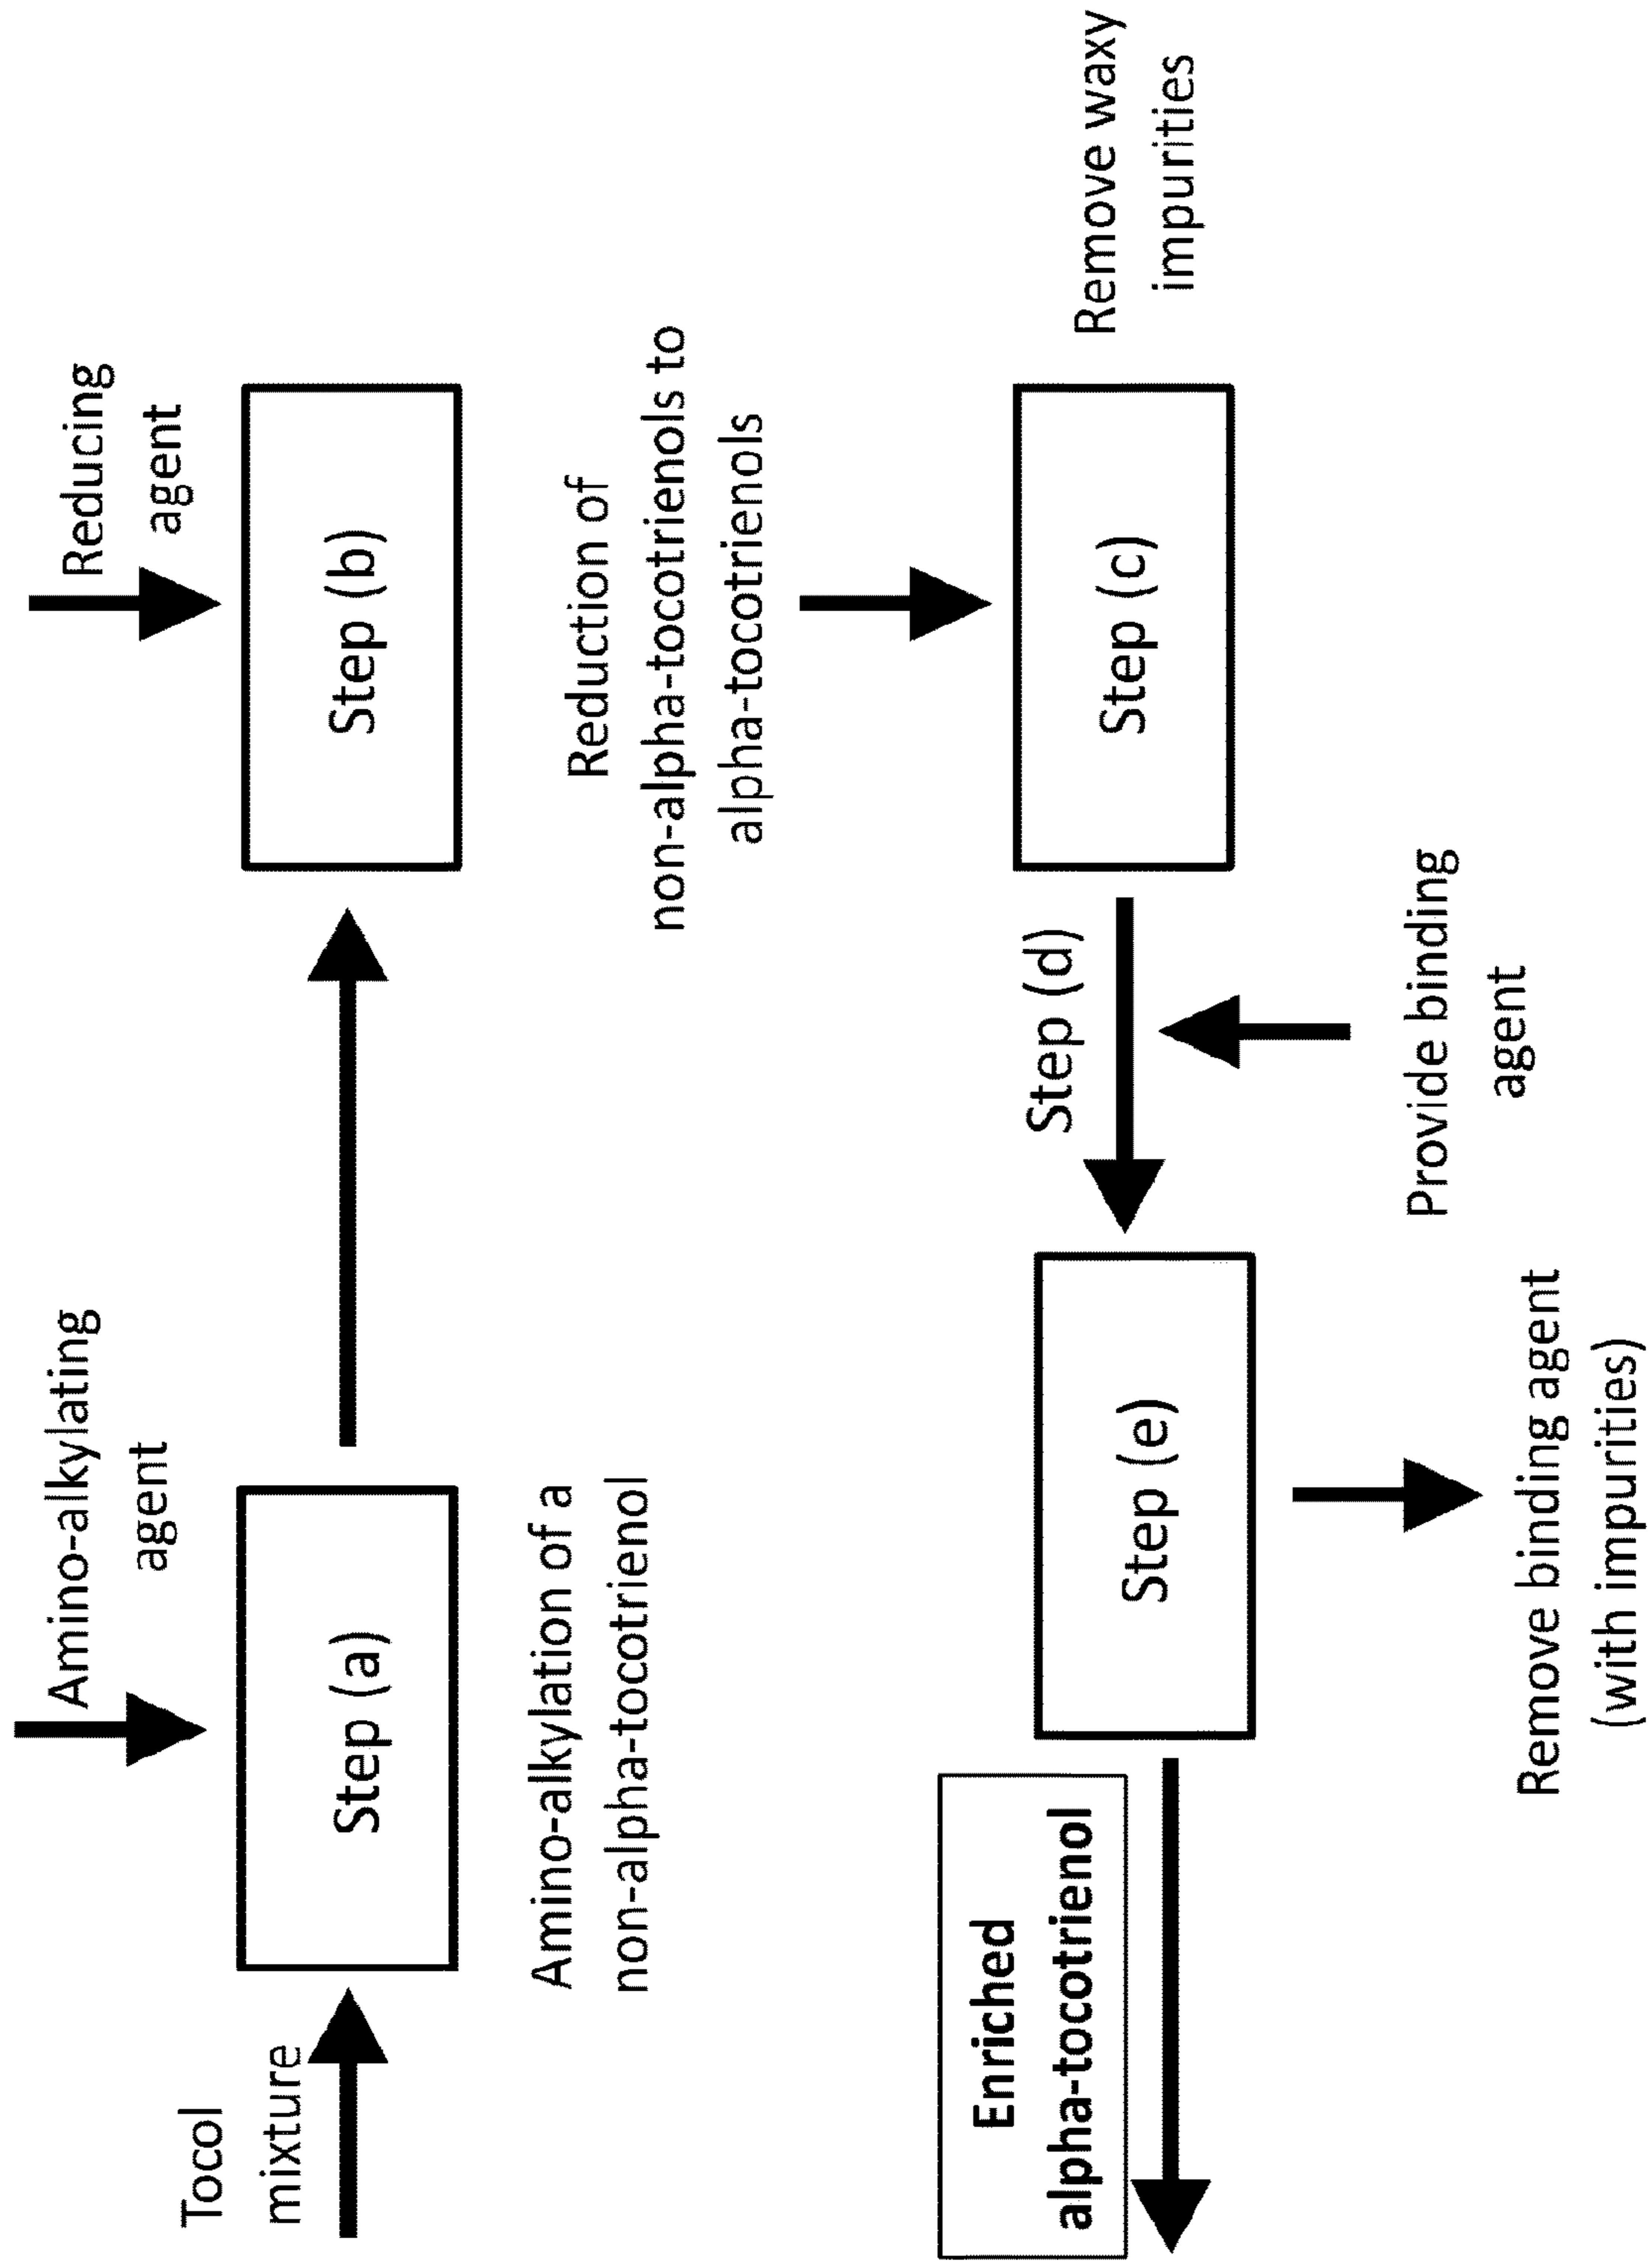 Tocol
mixture
Amino-alkylating
agent
Step (a)
Amino-alkylation of a
non-alpha-tocotrienol
Reducing
agent
Step (b)
Reduction of
non-alpha-tocotrienols to
alpha-tocotrienols
Step (c)
Remove waxy
impurities
Step (d)
Provide binding
agent
Step (e)
Remove binding agent
(with impurities)
Enriched
alpha-tocotrienol